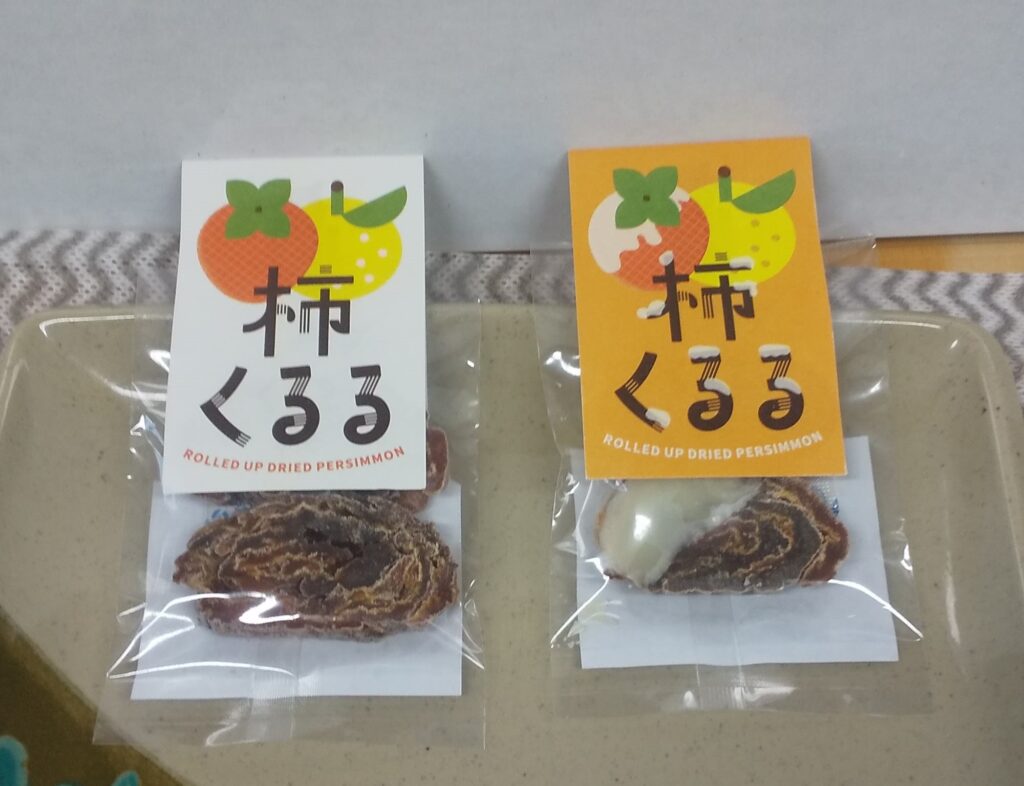 柿
くるる
ROLLED UP DRIED PERSIMMON
柿
くるる
ROLLED UP DRIED PERSIMMON